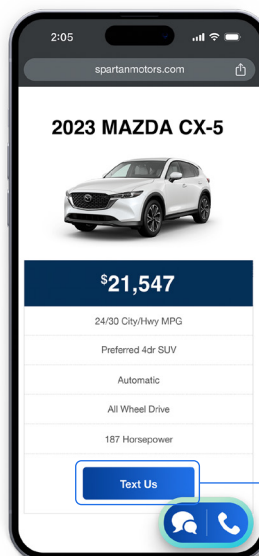 2:05
spartanmotors.com
2023 MAZDA CX-5
$21,547
24/30 City/Hwy MPG
Preferred 4dr SUV
Automatic
All Wheel Drive
187 Horsepower
Text Us